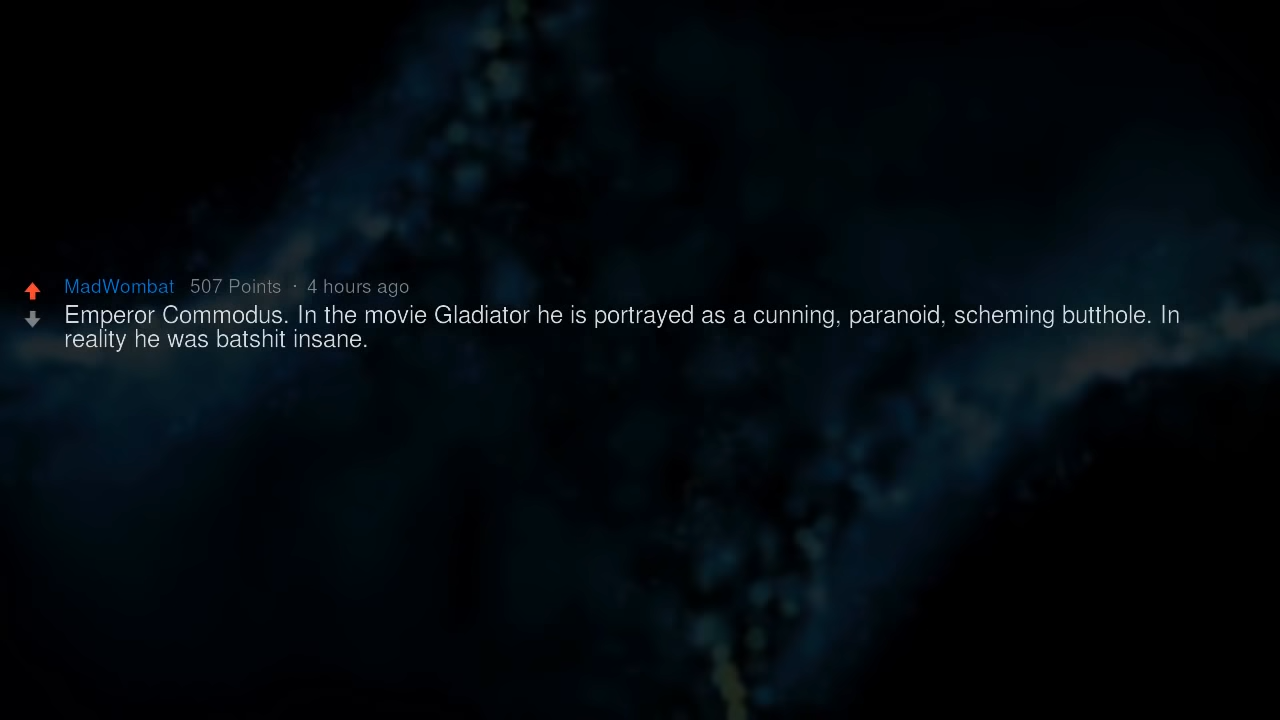 MadWombat 507 Points · 4 hours ago
Emperor Commodus. In the movie Gladiator he is portrayed as a cunning, paranoid, scheming butthole. In
reality he was batshit insane.